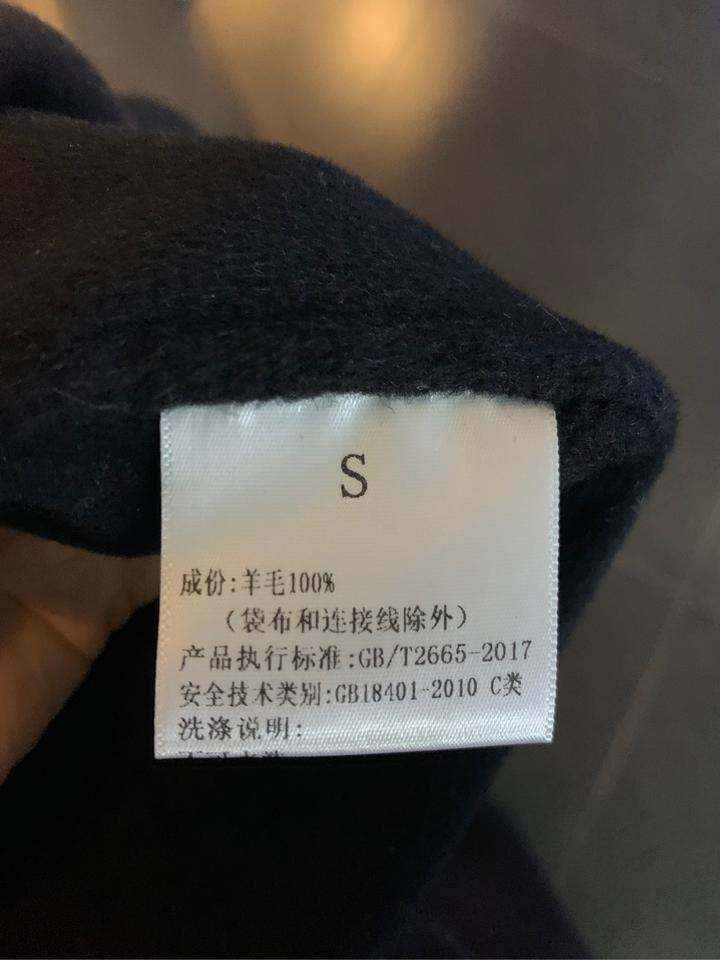 S
成份:羊毛100%
（袋布和连接线除外）
产品执行标准:GB/T2665-2017
安全技术类别:GB18401-2010 C类
洗涤说明: